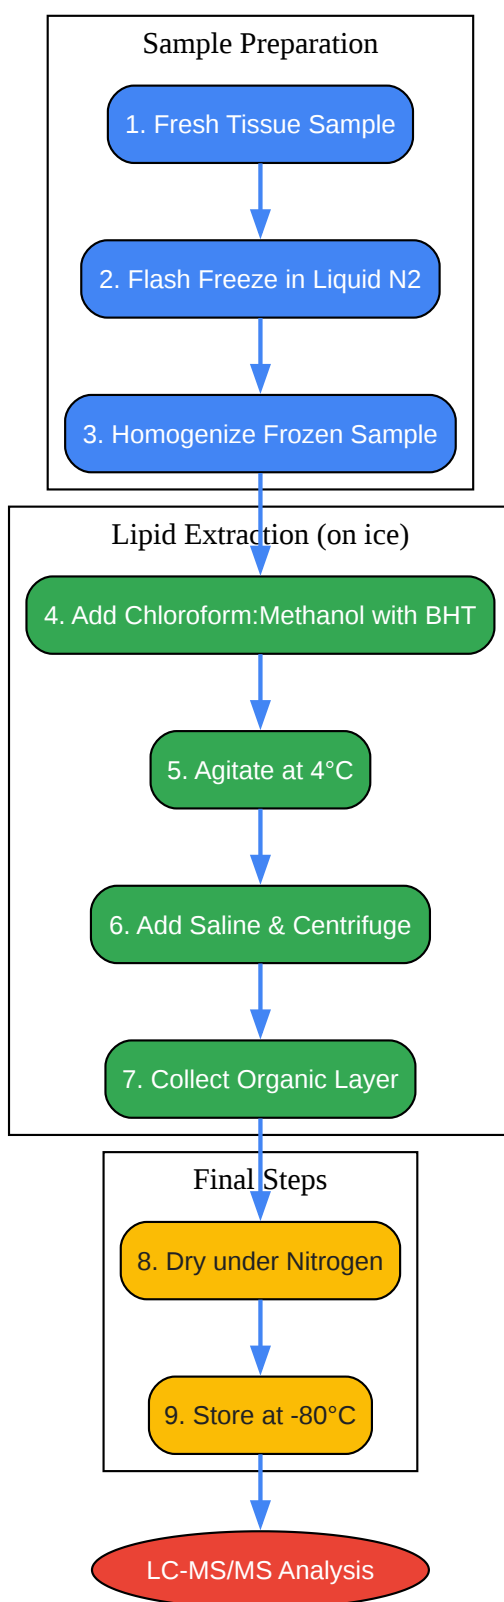 Sample Preparation
1. Fresh Tissue Sample
2. Flash Freeze in Liquid N2
3. Homogenize Frozen Sample
Lipid Extraction (on ice)
4. Add Chloroform:Methanol with BHT
5. Agitate at 4°C
6. Add Saline & Centrifuge
7. Collect Organic Layer
Final Steps
8. Dry under Nitrogen
9. Store at -80°C
LC-MS/MS Analysis